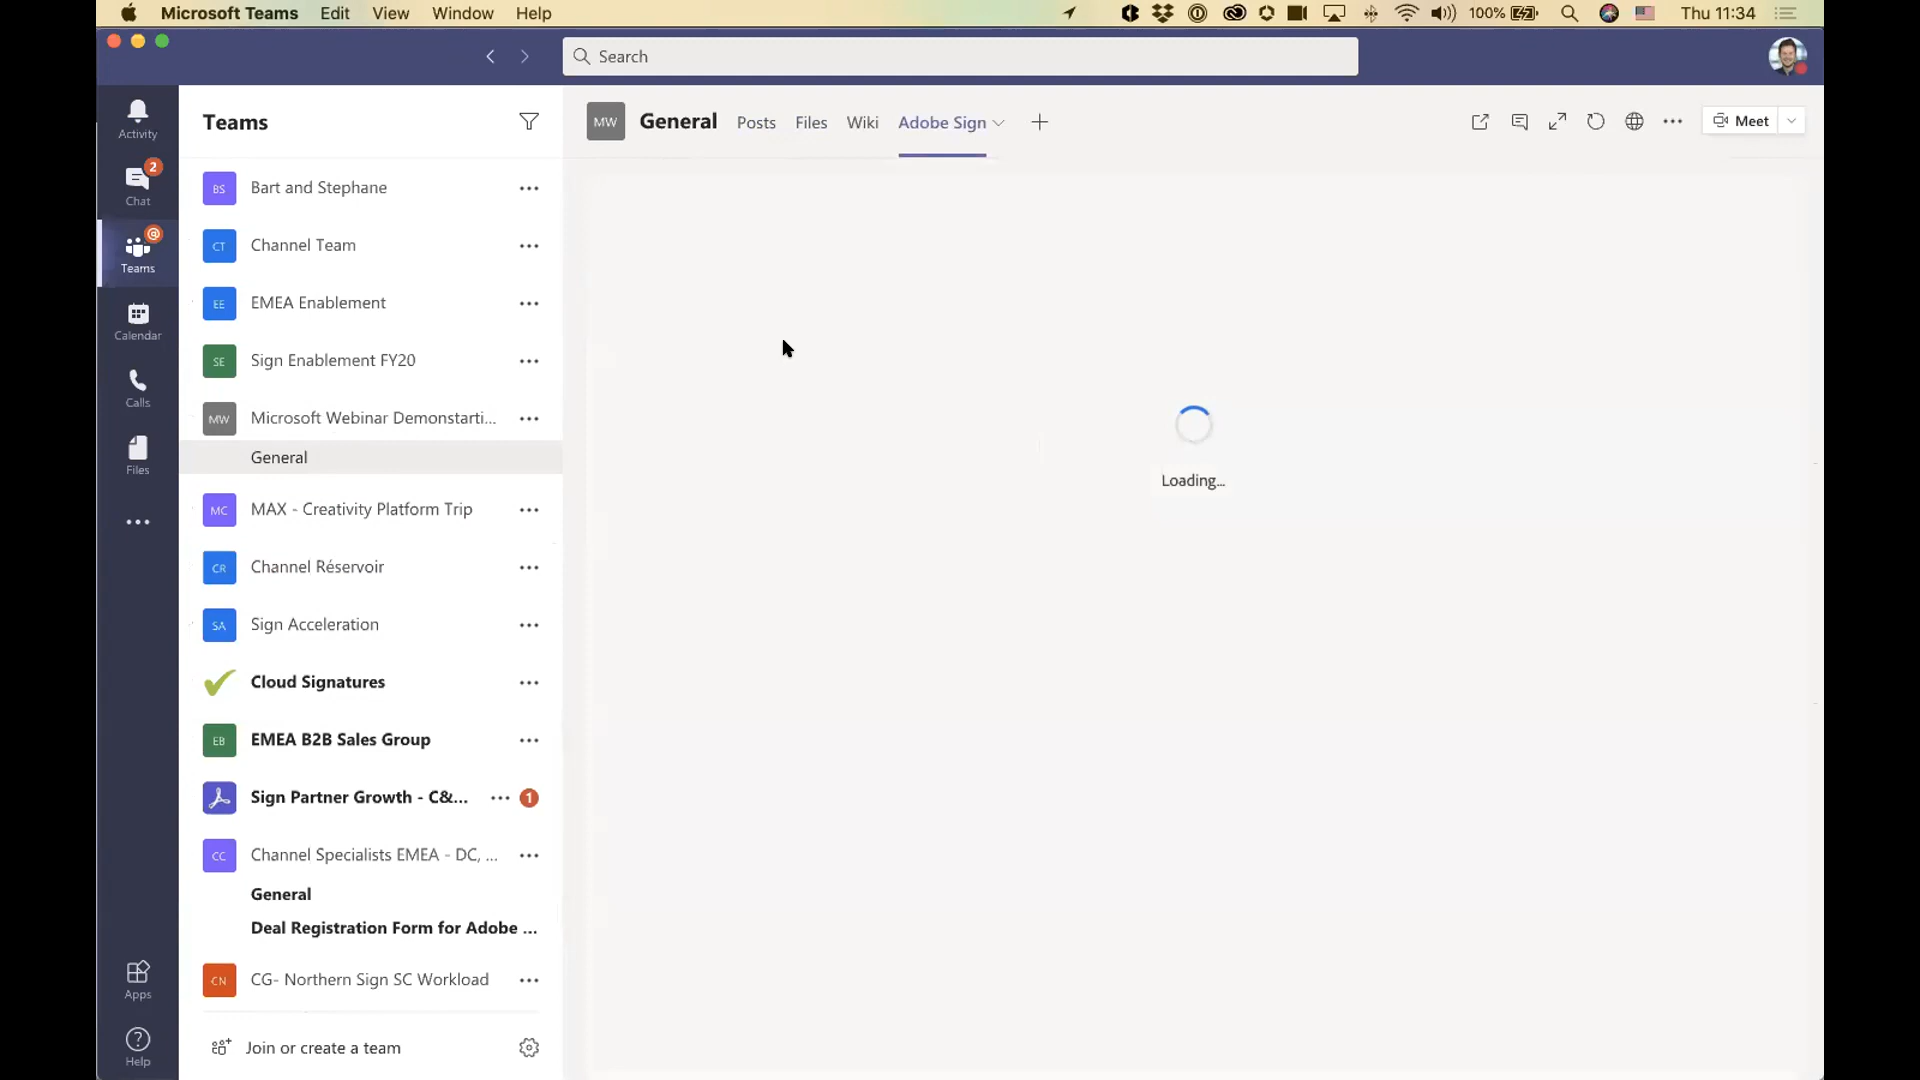 Microsoft Teams Edit View Window Help
100% Thu 11:34
Search
Activity
2
Chat
@
Teams
Calendar
Calls
Files
Apps
Help
Teams
BS Bart and Stephane
CT Channel Team
EE EMEA Enablement
SE Sign Enablement FY20
MW Microsoft Webinar Demonstarti...
General
MC MAX - Creativity Platform Trip
CR Channel Réservoir
SA Sign Acceleration
Cloud Signatures
EB EMEA B2B Sales Group
Sign Partner Growth - C&... 1
CC Channel Specialists EMEA - DC, ...
General
Deal Registration Form for Adobe ...
CN CG- Northern Sign SC Workload
Join or create a team
MW General Posts Files Wiki Adobe Sign
Meet
Loading...